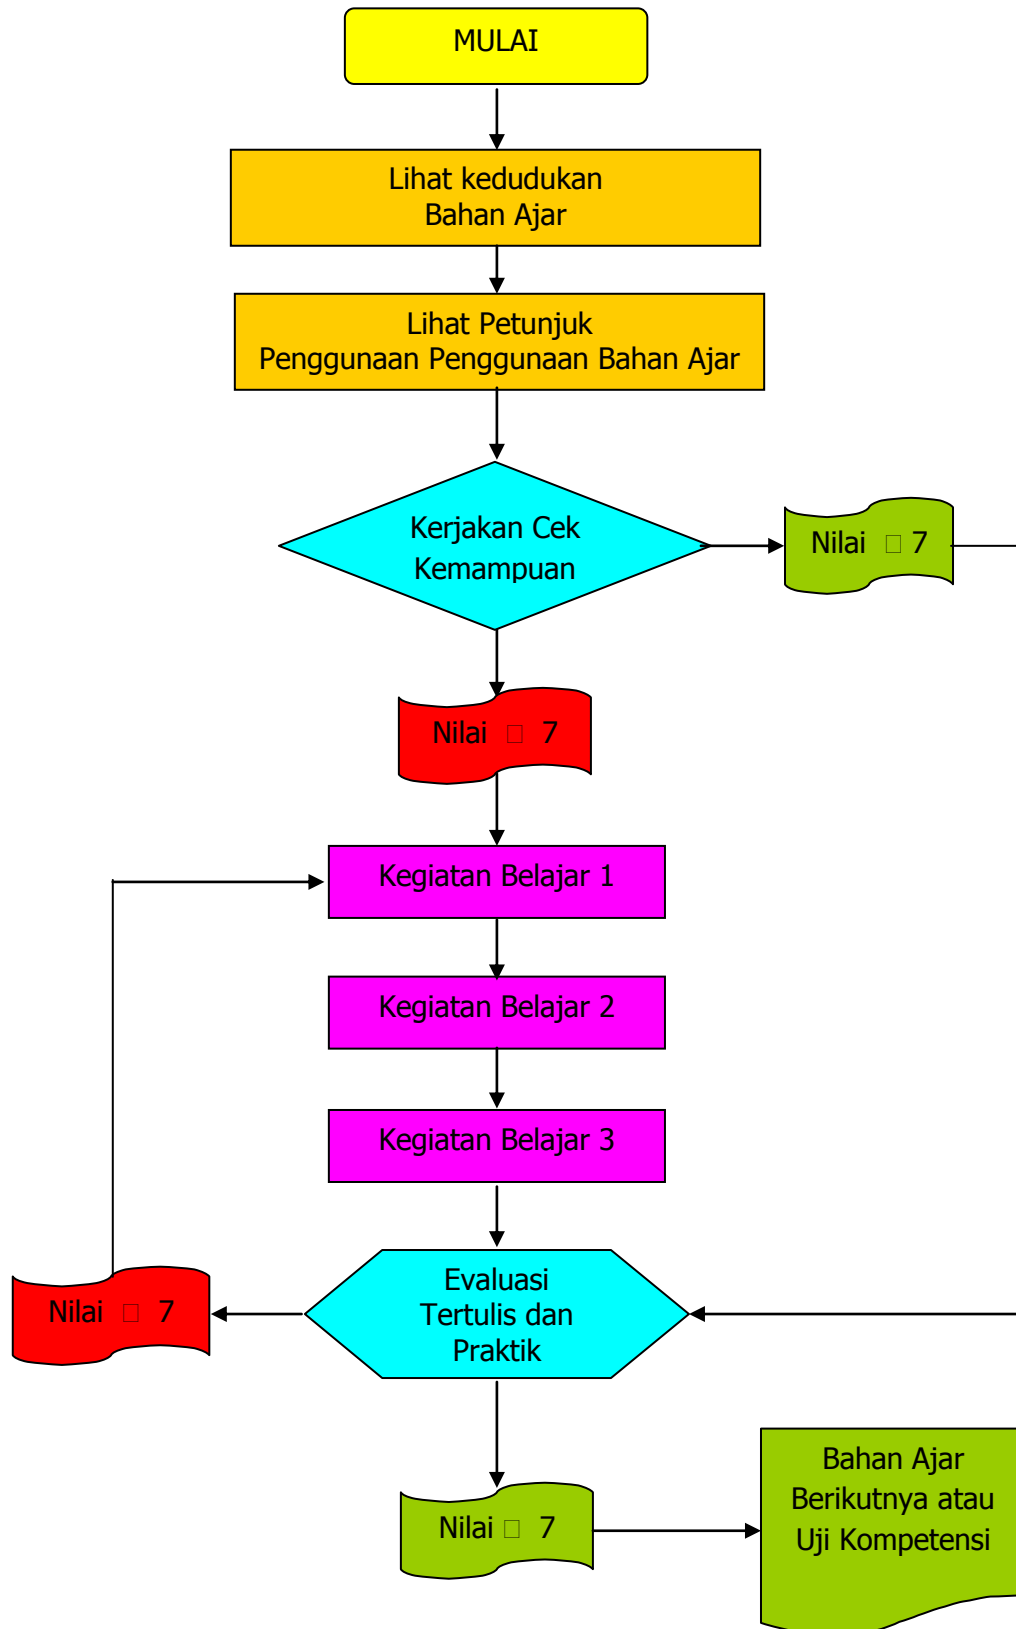 MULAI
Lihat kedudukan
Bahan Ajar
Lihat Petunjuk
Penggunaan Penggunaan Bahan Ajar
Kerjakan Cek
Kemampuan
Nilai □ 7
Nilai □ 7
Kegiatan Belajar 1
Kegiatan Belajar 2
Kegiatan Belajar 3
Evaluasi
Tertulis dan
Praktik
Nilai □ 7
Nilai □ 7
Bahan Ajar
Berikutnya atau
Uji Kompetensi